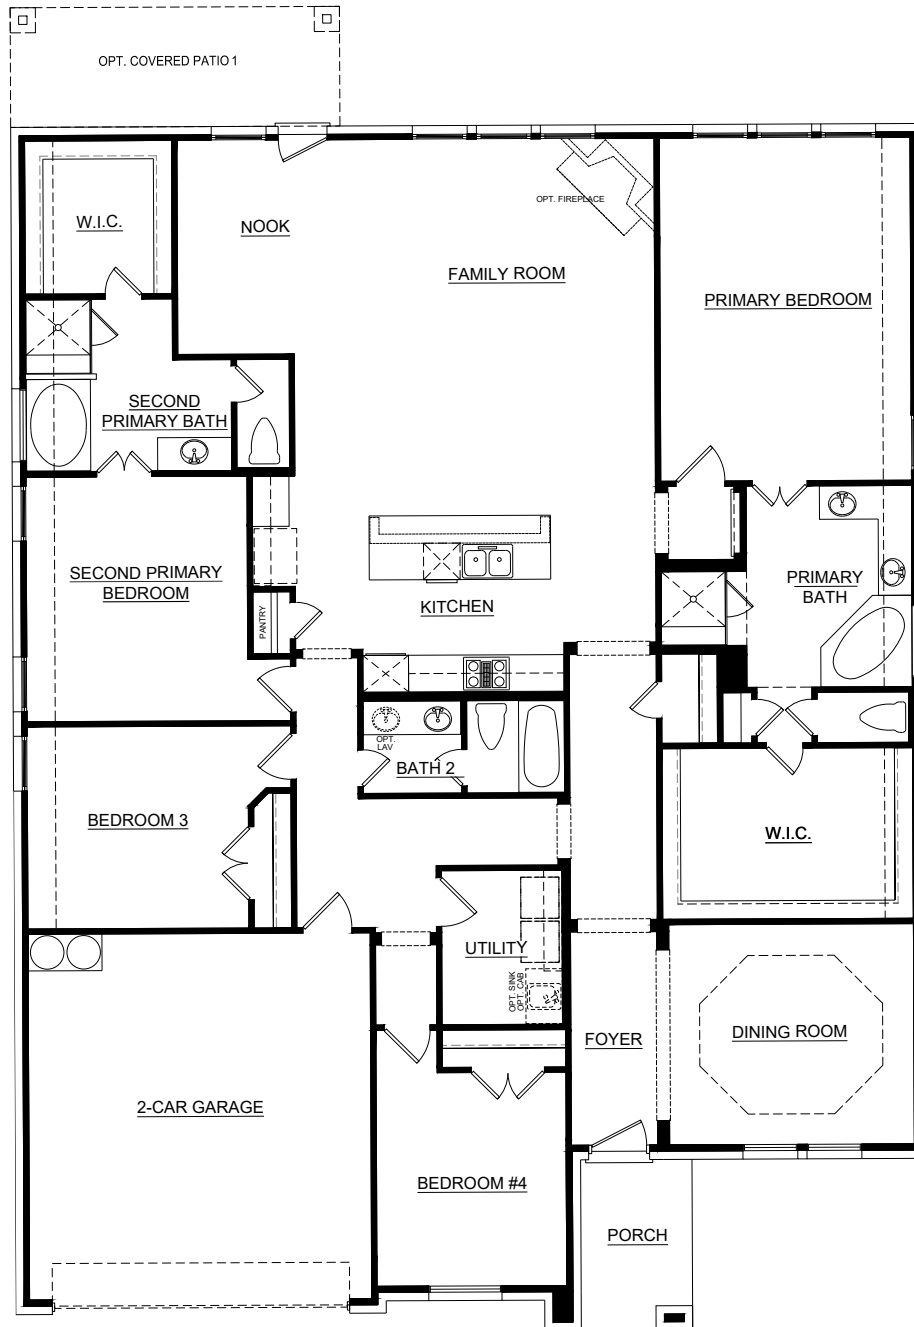 OPT. COVERED PATIO 1
W.I.C.
NOOK
OPT. FIREPLACE
FAMILY ROOM
PRIMARY BEDROOM
SECOND
PRIMARY BATH
SECOND PRIMARY
BEDROOM
PRIMARY
BATH
KITCHEN
PANTRY
OPT.
LAV
BATH 2
BEDROOM 3
W.I.C.
UTILITY
OPT. SINK
OPT. CAB
FOYER
DINING ROOM
2-CAR GARAGE
BEDROOM #4
PORCH